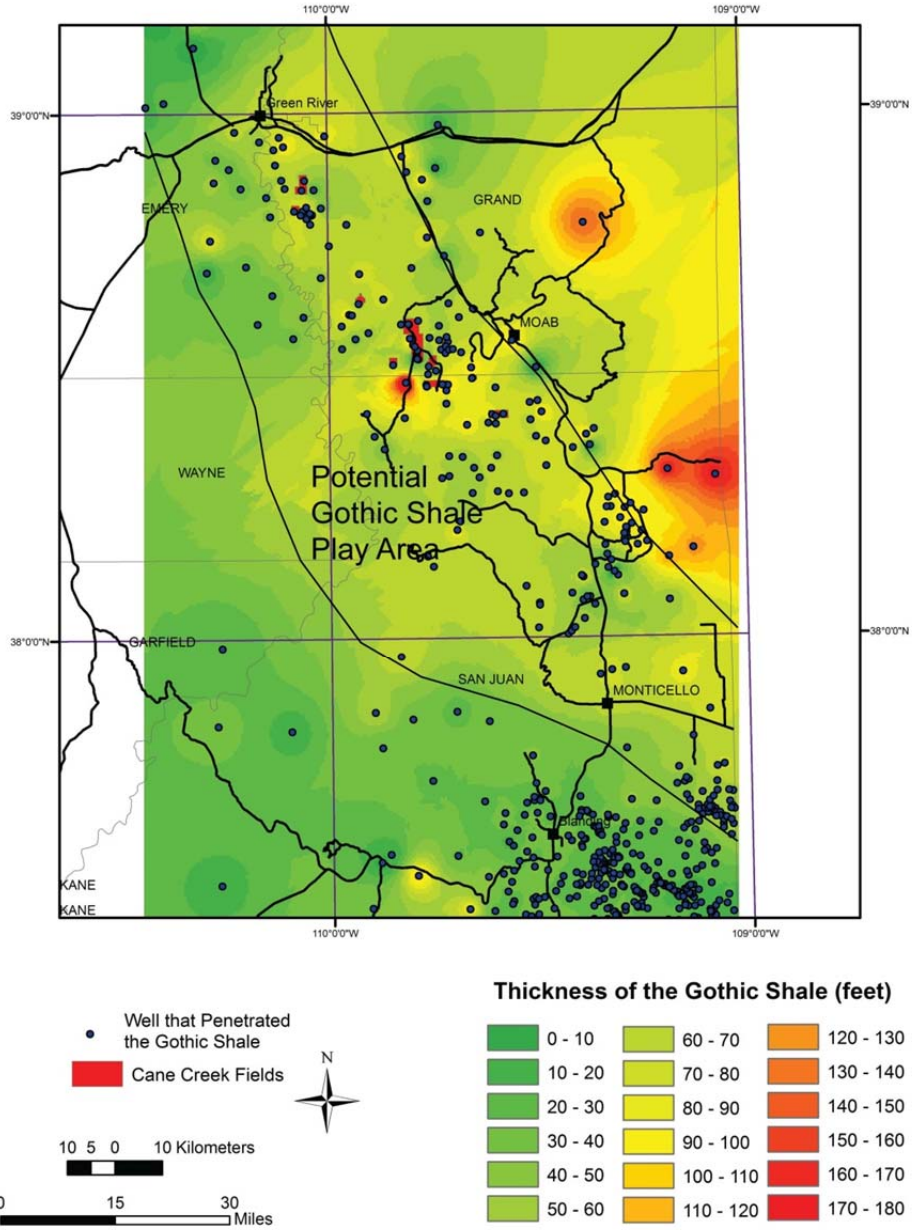 110°0'0"W
109°0'0"W
Green River
39°0'0"N
39°0'0"N
EMERY
GRAND
MOAB
WAYNE
Potential
Gothic Shale
Play Area
38°0'0"N
GARFIELD
38°0'0"N
SAN JUAN
MONTICELLO
Blanding
KANE
KANE
110°0'0"W
109°0'0"W
Thickness of the Gothic Shale (feet)
Well that Penetrated
the Gothic Shale
Cane Creek Fields
N
10 5 0 10 Kilometers
0 15 30
Miles
0 - 10
10 - 20
20 - 30
30 - 40
40 - 50
50 - 60
60 - 70
70 - 80
80 - 90
90 - 100
100 - 110
110 - 120
120 - 130
130 - 140
140 - 150
150 - 160
160 - 170
170 - 180